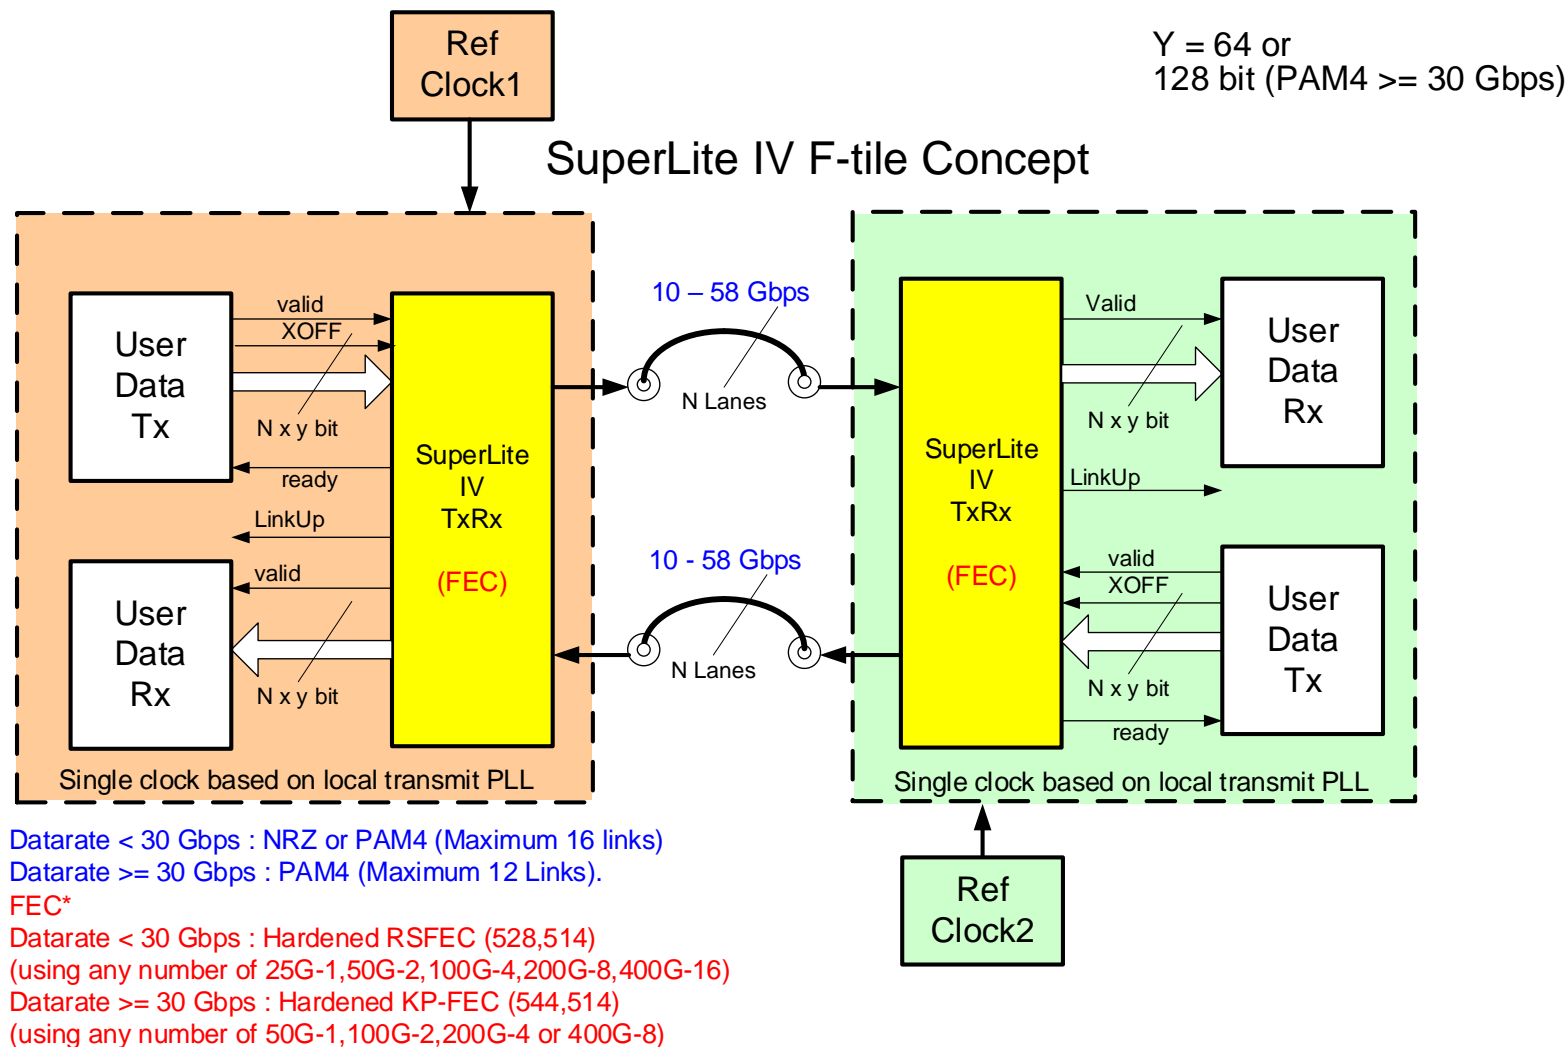 Ref
Clock1
Y = 64 or
128 bit (PAM4 >= 30 Gbps)
SuperLite IV F-tile Concept
User
Data
Tx
valid
XOFF
N x y bit
ready
LinkUp
User
Data
Rx
valid
N x y bit
SuperLite
IV
TxRx
(FEC)
Single clock based on local transmit PLL
10 – 58 Gbps
N Lanes
10 - 58 Gbps
N Lanes
SuperLite
IV
TxRx
(FEC)
Valid
N x y bit
LinkUp
User
Data
Rx
valid
XOFF
N x y bit
ready
User
Data
Tx
Single clock based on local transmit PLL
Ref
Clock2
Datarate < 30 Gbps : NRZ or PAM4 (Maximum 16 links)
Datarate >= 30 Gbps : PAM4 (Maximum 12 Links).
FEC*
Datarate < 30 Gbps : Hardened RSFEC (528,514)
(using any number of 25G-1,50G-2,100G-4,200G-8,400G-16)
Datarate >= 30 Gbps : Hardened KP-FEC (544,514)
(using any number of 50G-1,100G-2,200G-4 or 400G-8)